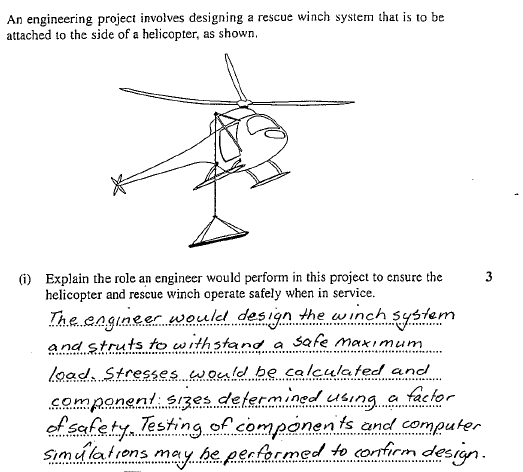 An engineering project involves designing a rescue winch system that is to be
attached to the side of a helicopter, as shown.
(i) Explain the role an engineer would perform in this project to ensure the 3
helicopter and rescue winch operate safely when in service.
The engineer would design the winch system
and struts to withstand a safe maximum
load. Stresses would be calculated and
component sizes determined using a factor
of safety. Testing of components and computer
simulations may be performed to confirm design.